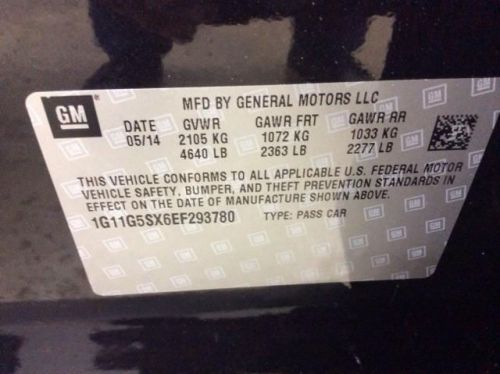 GM
MFD BY GENERAL MOTORS LLC
DATE GVWR GAWR FRT GAWR RR
05/14 2105 KG 1072 KG 1033 KG
4640 LB 2363 LB 2277 LB
THIS VEHICLE CONFORMS TO ALL APPLICABLE U.S. FEDERAL MOTOR
VEHICLE SAFETY, BUMPER, AND THEFT PREVENTION STANDARDS IN
EFFECT ON THE DATE OF MANUFACTURE SHOWN ABOVE.
1G11G5SX6EF293780 TYPE: PASS CAR